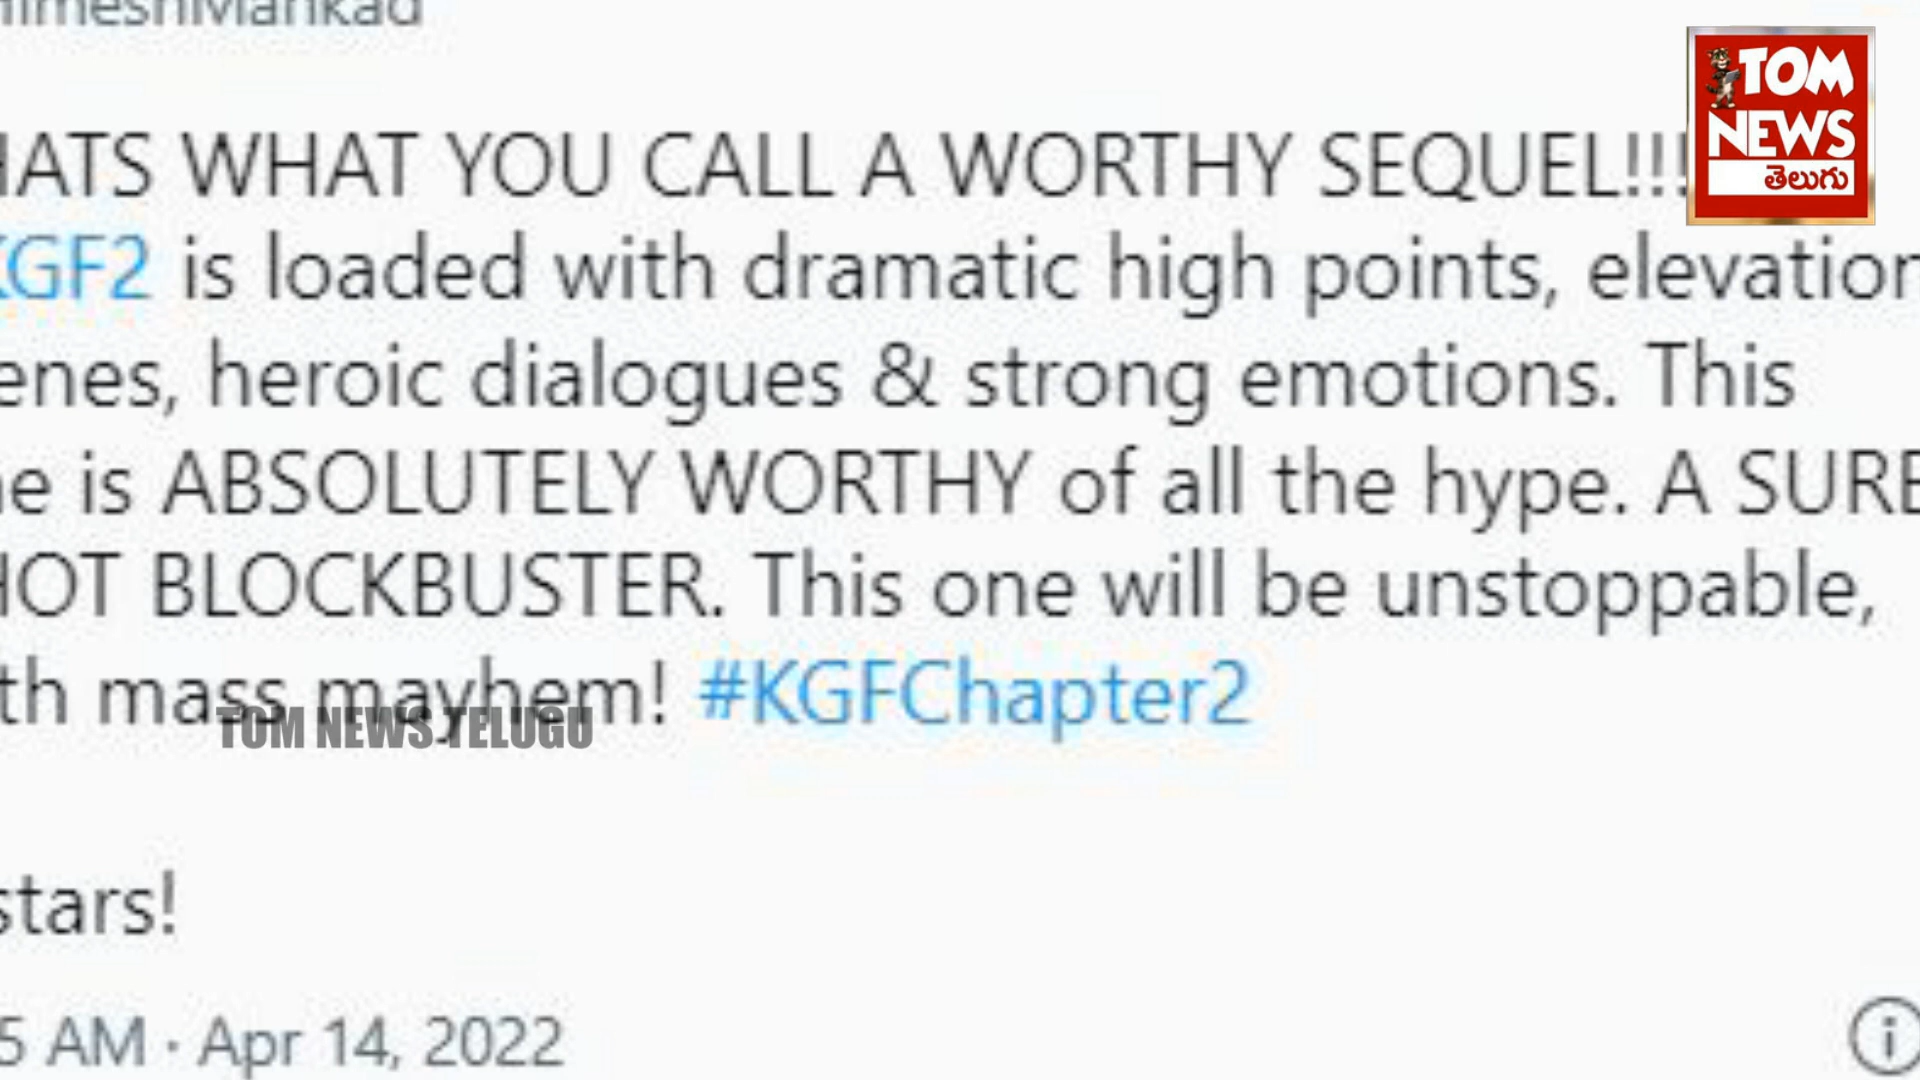 HimeshMankad
HATS WHAT YOU CALL A WORTHY SEQUEL!!!
KGF2 is loaded with dramatic high points, elevation
enes, heroic dialogues & strong emotions. This
ne is ABSOLUTELY WORTHY of all the hype. A SURE
HOT BLOCKBUSTER. This one will be unstoppable,
th mass mayhem! #KGFChapter2
TOM NEWS TELUGU
stars!
5 AM · Apr 14, 2022
TOM
NEWS
తెలుగు